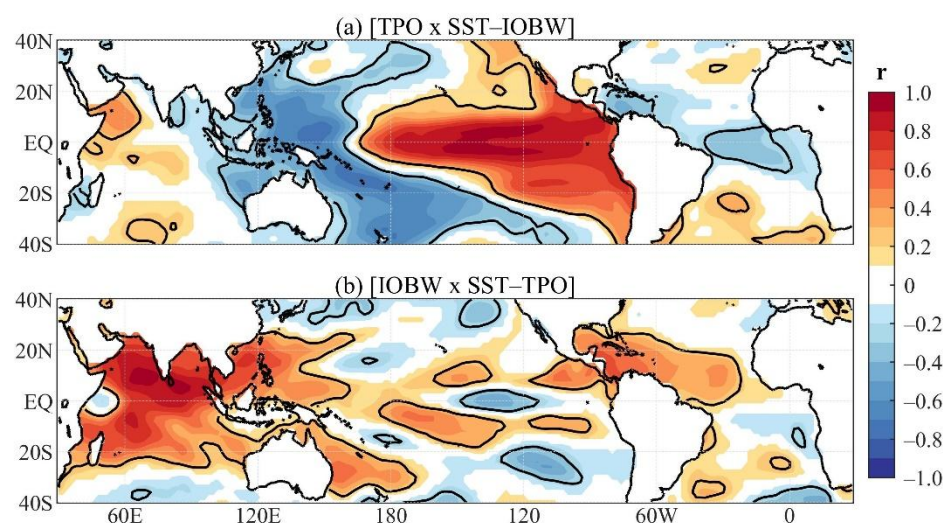 (a) [TPO x SST–IOBW]
40N
20N
EQ
20S
40S
(b) [IOBW x SST–TPO]
40N
20N
EQ
20S
40S
60E
120E
180
120
60W
0
r
1.0
0.8
0.6
0.4
0.2
0
–0.2
–0.4
–0.6
–0.8
–1.0